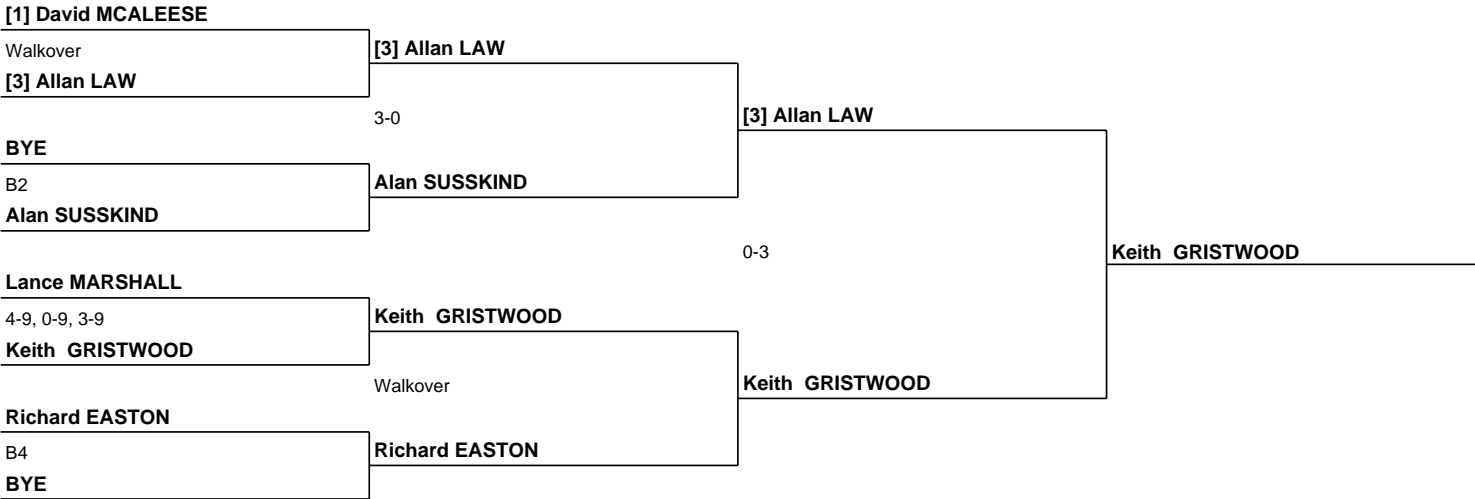 [1] David MCALEESE
Walkover
[3] Allan LAW
BYE
B2
Alan SUSSKIND
Lance MARSHALL
4-9, 0-9, 3-9
Keith GRISTWOOD
Richard EASTON
B4
BYE
[3] Allan LAW
3-0
Alan SUSSKIND
Keith GRISTWOOD
Walkover
Richard EASTON
[3] Allan LAW
0-3
Keith GRISTWOOD
Keith GRISTWOOD